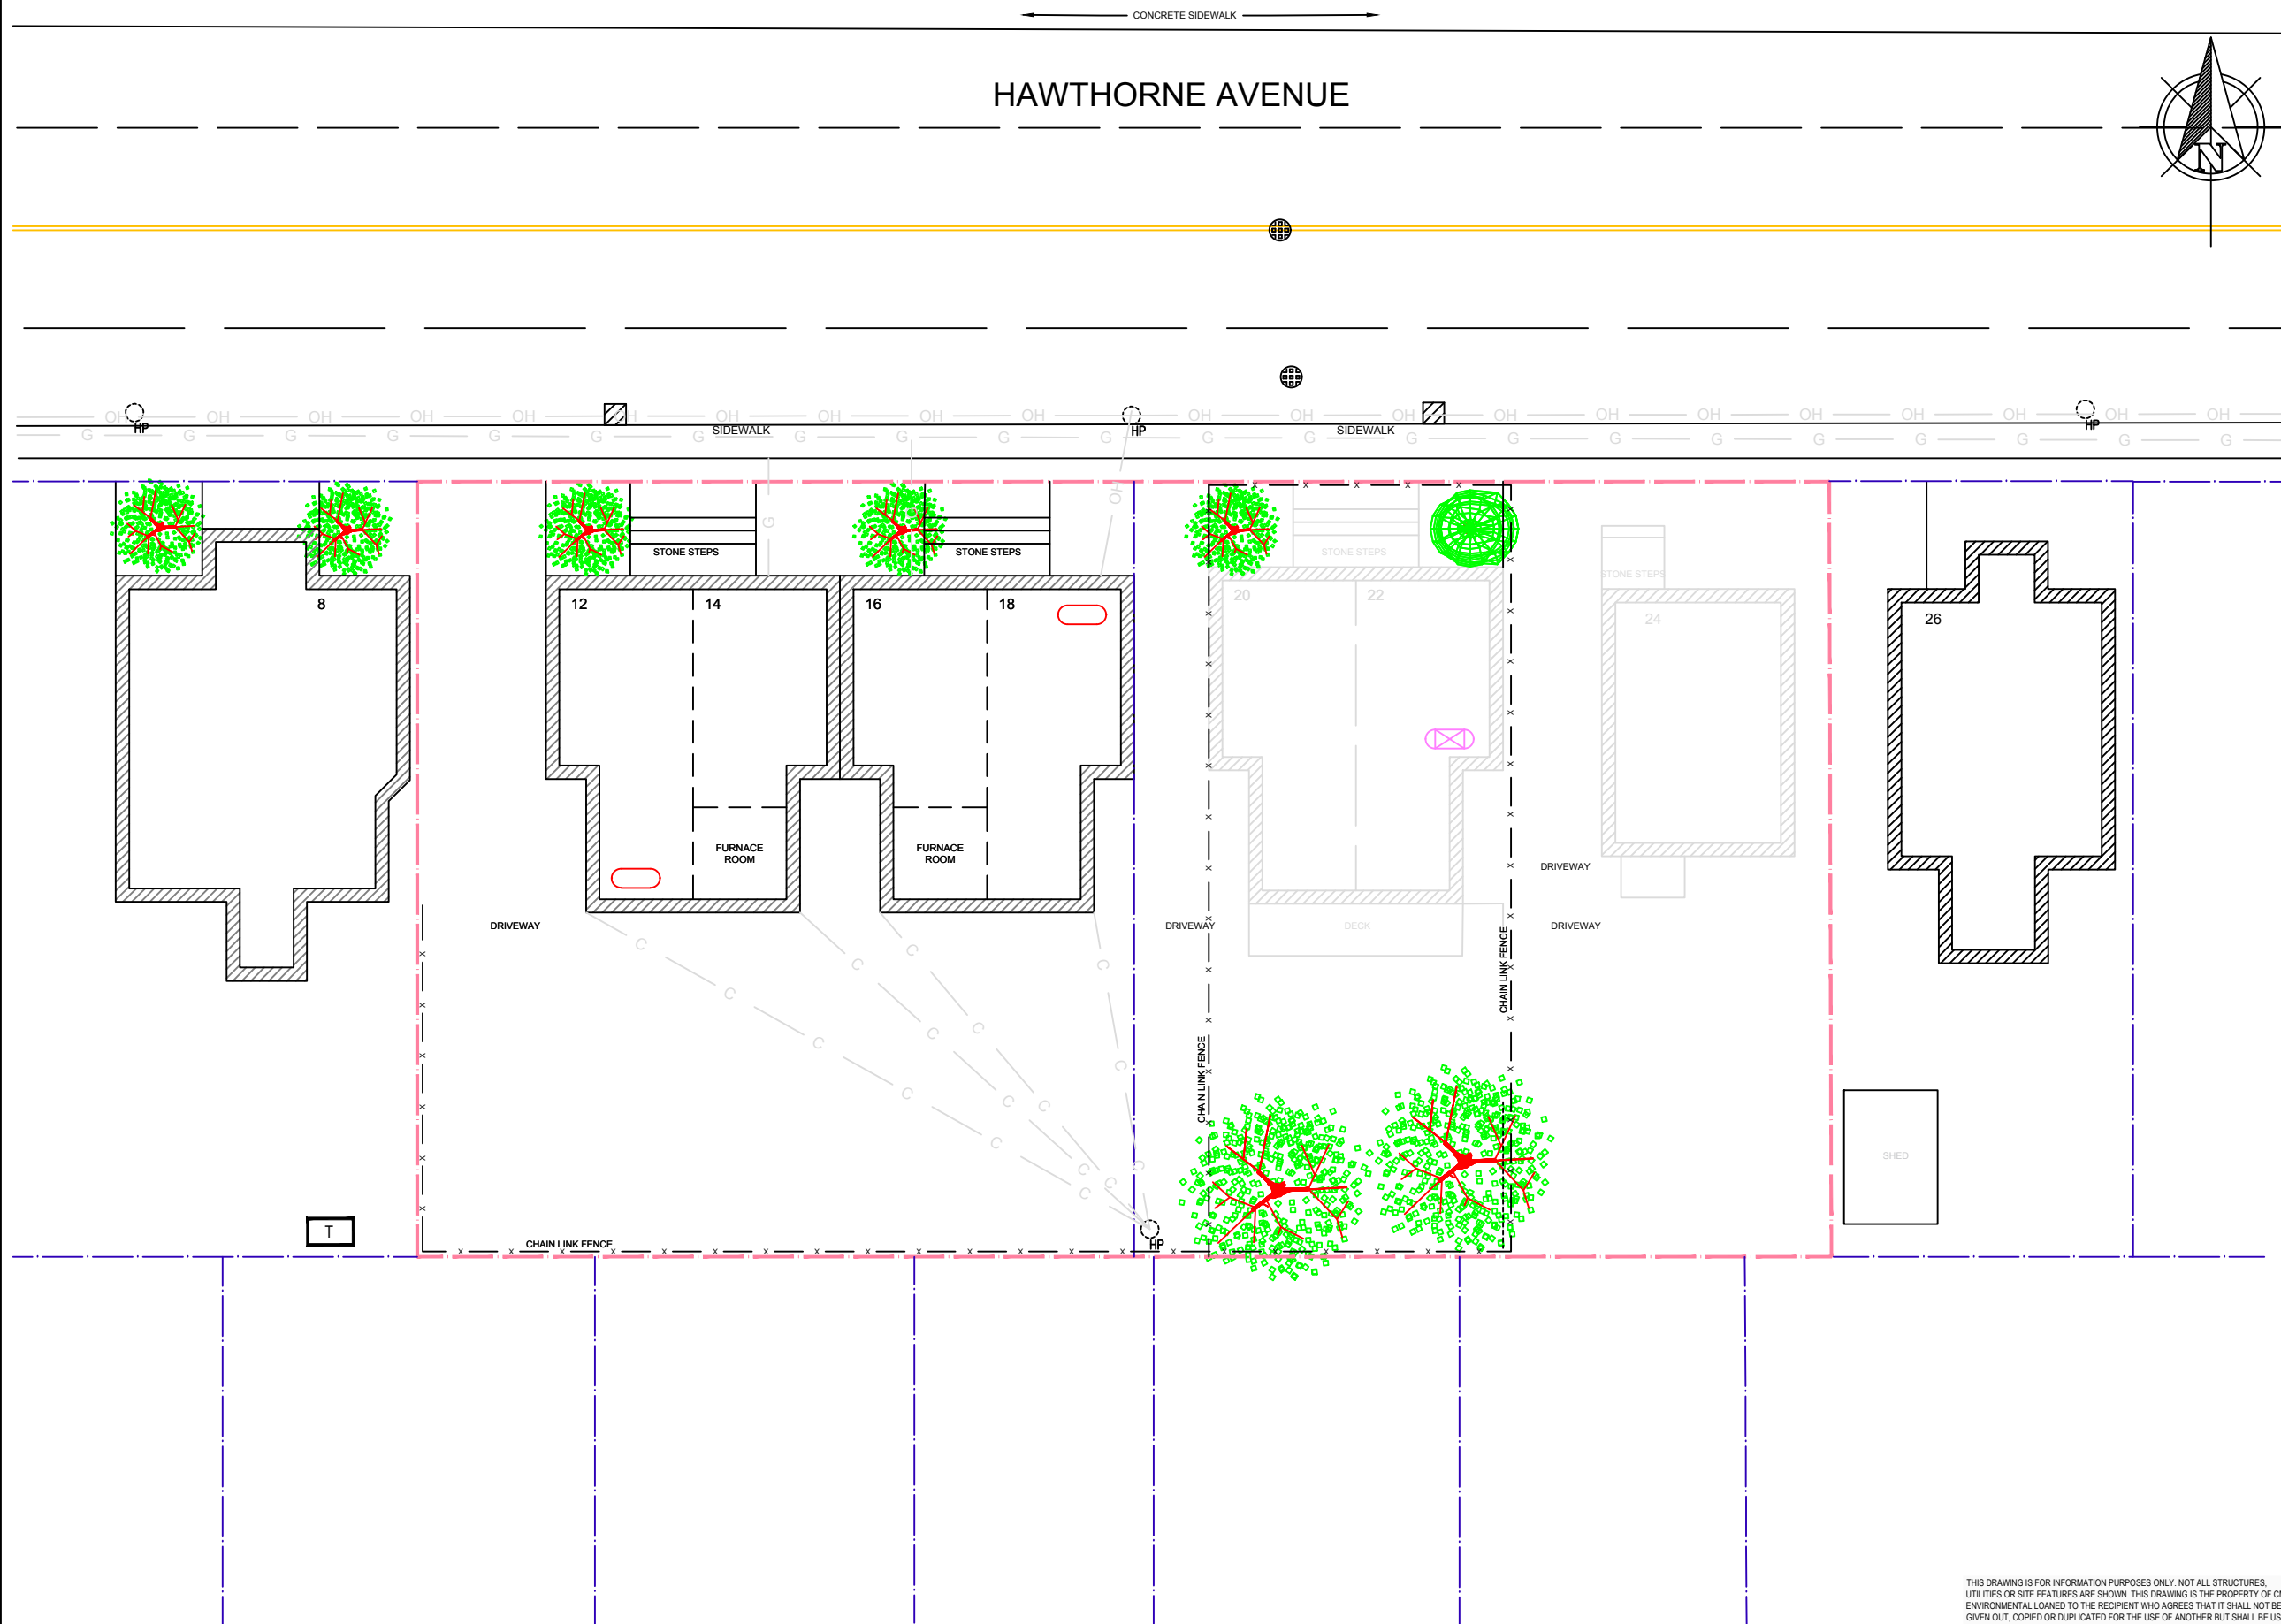 CONCRETE SIDEWALK
HAWTHORNE AVENUE
N
OH OH OH OH OH OH OH OH OH OH OH OH OH OH OH OH OH OH OH OH OH
HP HP HP
SIDEWALK SIDEWALK
G G G G G G G G G G G G G G G G G G G G G G
G
OH
STONE STEPS
STONE STEPS
STONE STEPS
STONE STEPS
8
12
14
16
18
20
22
24
26
FURNACE
ROOM
FURNACE
ROOM
DRIVEWAY
DRIVEWAY
DRIVEWAY
DRIVEWAY
DECK
CHAIN LINK FENCE
CHAIN LINK FENCE
C C C C C C
C C C C
C C C C
C C C
SHED
T
HP
CHAIN LINK FENCE
THIS DRAWING IS FOR INFORMATION PURPOSES ONLY. NOT ALL STRUCTURES,
UTILITIES OR SITE FEATURES ARE SHOWN. THIS DRAWING IS THE PROPERTY OF
ENVIRONMENTAL LOANED TO THE RECIPIENT WHO AGREES THAT IT SHALL NOT BE
GIVEN OUT, COPIED OR DUPLICATED FOR THE USE OF ANOTHER BUT SHALL BE